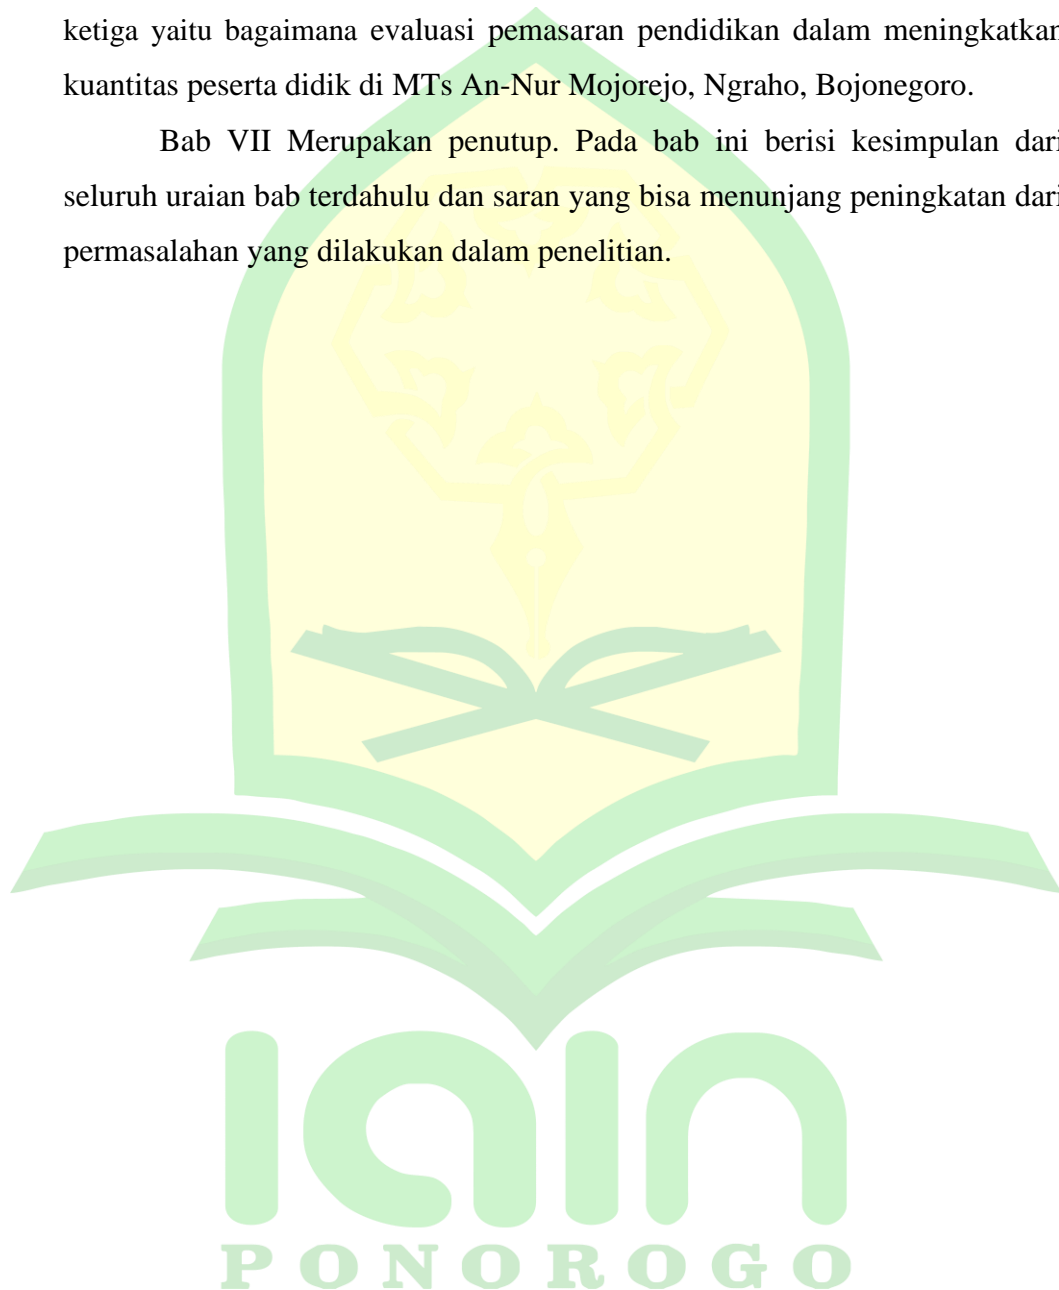 ketiga yaitu bagaimana evaluasi pemasaran pendidikan dalam meningkatkan
kuantitas peserta didik di MTs An-Nur Mojorejo, Ngraho, Bojonegoro.
Bab VII Merupakan penutup. Pada bab ini berisi kesimpulan dari
seluruh uraian bab terdahulu dan saran yang bisa menunjang peningkatan dari
permasalahan yang dilakukan dalam penelitian.
iain
PONOROGO